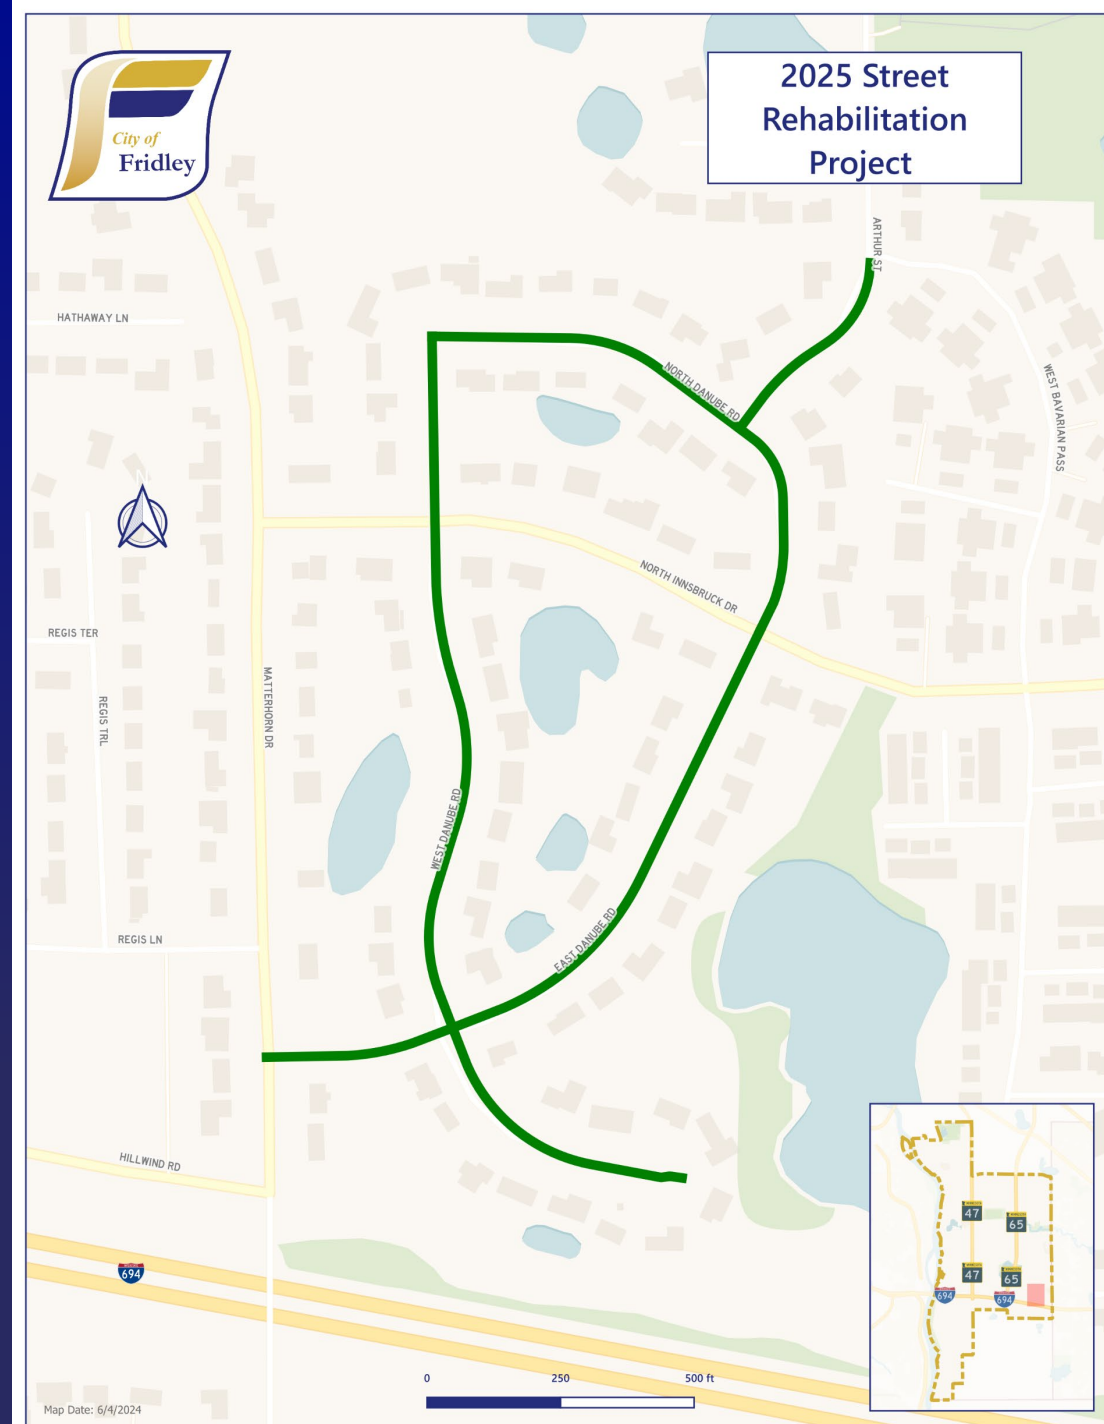 2025 Street
Rehabilitation
Project
City of
Fridley
ARTHUR ST
HATHAWAY LN
NORTH DANUBE RD
WEST BAVARIAN PASS
N
NORTH INNSBRUCK DR
REGIS TER
REGIS TRL
MATTERHORN DR
WEST DANUBE RD
EAST DANUBE RD
REGIS LN
HILLWIND RD
694
47
65
47
65
694
694
0 250 500 ft
Map Date: 6/4/2024